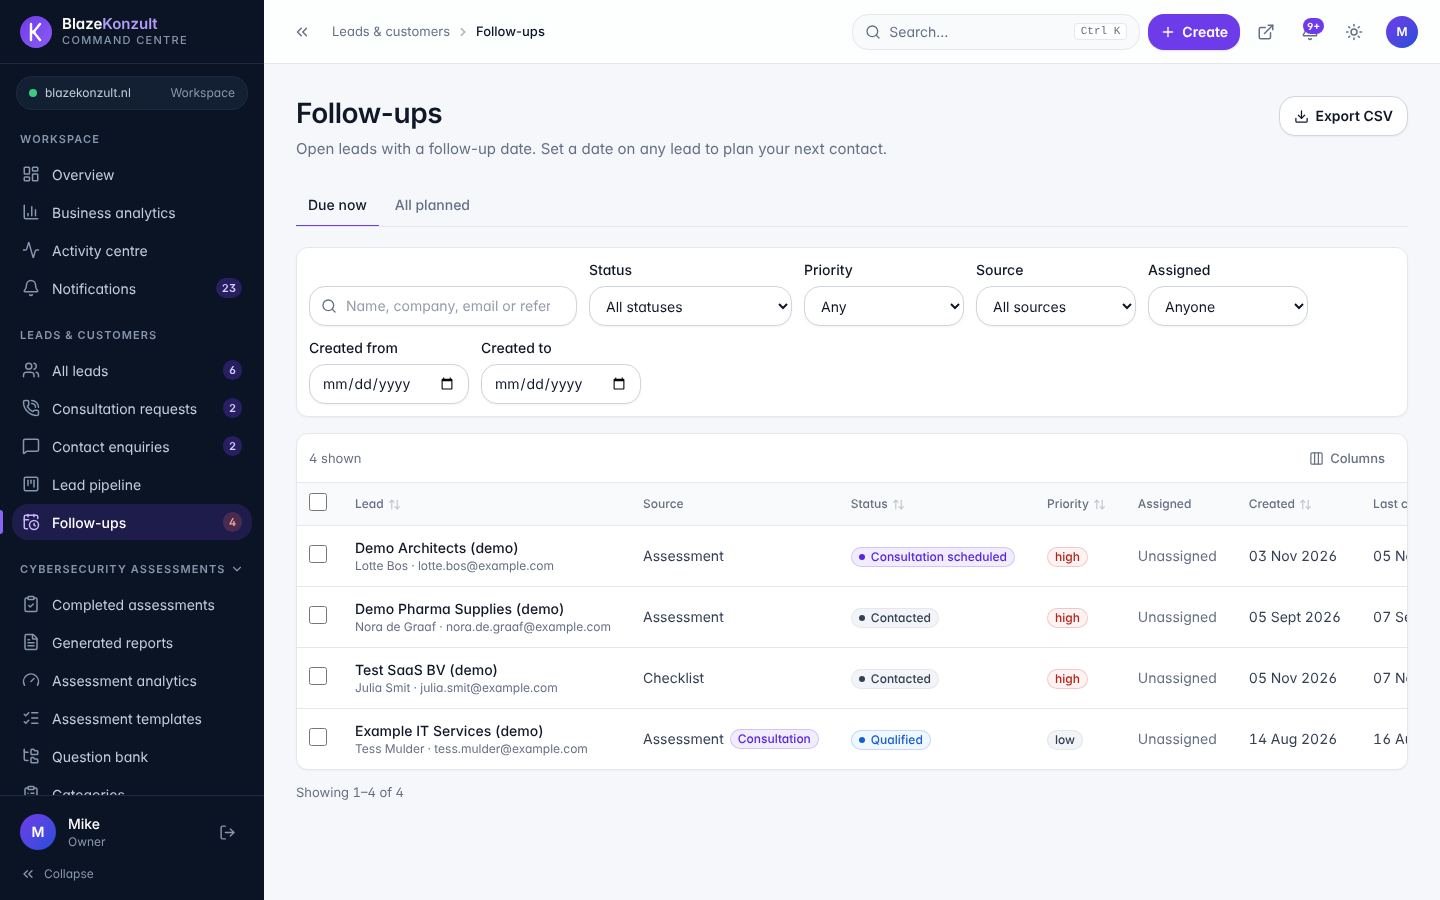 BlazeKonzult
COMMAND CENTRE
blazekonzult.nl Workspace
WORKSPACE
Overview
Business analytics
Activity centre
Notifications 23
LEADS & CUSTOMERS
All leads 6
Consultation requests 2
Contact enquiries 2
Lead pipeline
Follow-ups 4
CYBERSECURITY ASSESSMENTS
Completed assessments
Generated reports
Assessment analytics
Assessment templates
Question bank
Categories
M Mike
Owner
Collapse
Leads & customers Follow-ups
Search... Ctrl K
Create
9+
M
Follow-ups
Export CSV
Open leads with a follow-up date. Set a date on any lead to plan your next contact.
Due now All planned
Status Priority Source Assigned
Name, company, email or refer All statuses Any All sources Anyone
Created from Created to
mm/dd/yyyy mm/dd/yyyy
4 shown Columns
Lead Source Status Priority Assigned Created Last c
Demo Architects (demo)
Lotte Bos · lotte.bos@example.com
Assessment Consultation scheduled high Unassigned 03 Nov 2026 05 N
Demo Pharma Supplies (demo)
Nora de Graaf · nora.de.graaf@example.com
Assessment Contacted high Unassigned 05 Sept 2026 07 Se
Test SaaS BV (demo)
Julia Smit · julia.smit@example.com
Checklist Contacted high Unassigned 05 Nov 2026 07 N
Example IT Services (demo)
Tess Mulder · tess.mulder@example.com
Assessment Consultation Qualified low Unassigned 14 Aug 2026 16 A
Showing 1–4 of 4